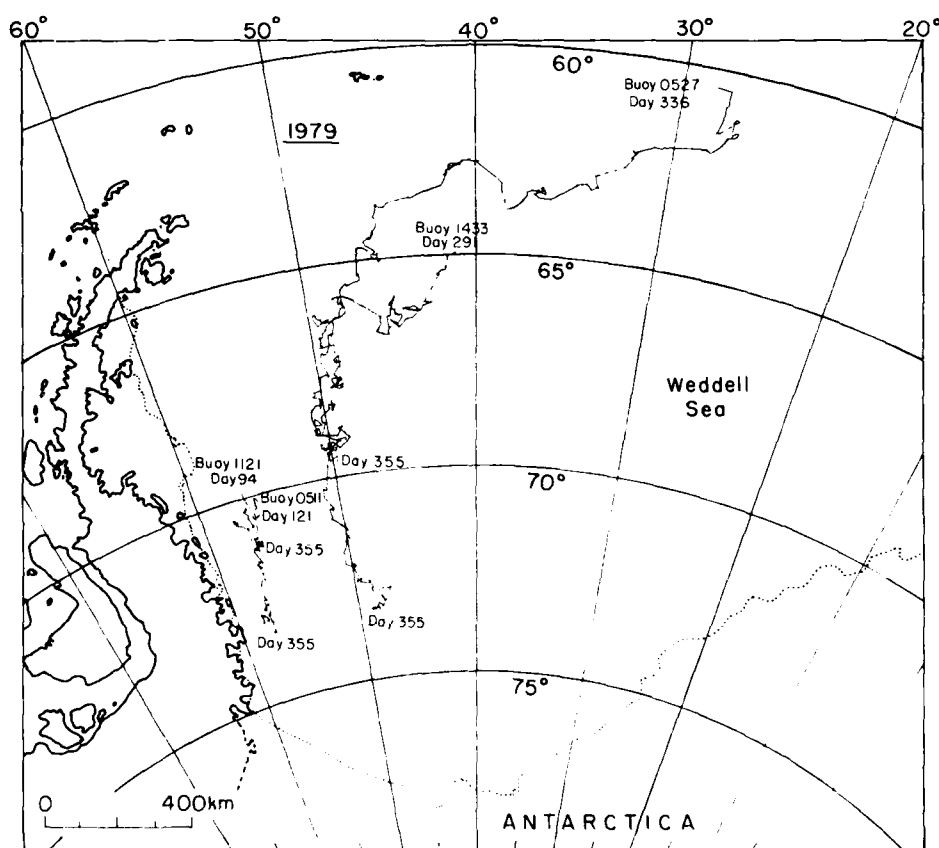 60° 50° 40° 30° 20°
60°
Buoy 0527
Day 336
1979
Buoy 1433
Day 291
65°
Weddell
Sea
Buoy 1121
Day 94
Day 355
70°
Buoy 0511
Day 121
Day 355
Day 355
Day 355
75°
0 400km
ANTARCTICA